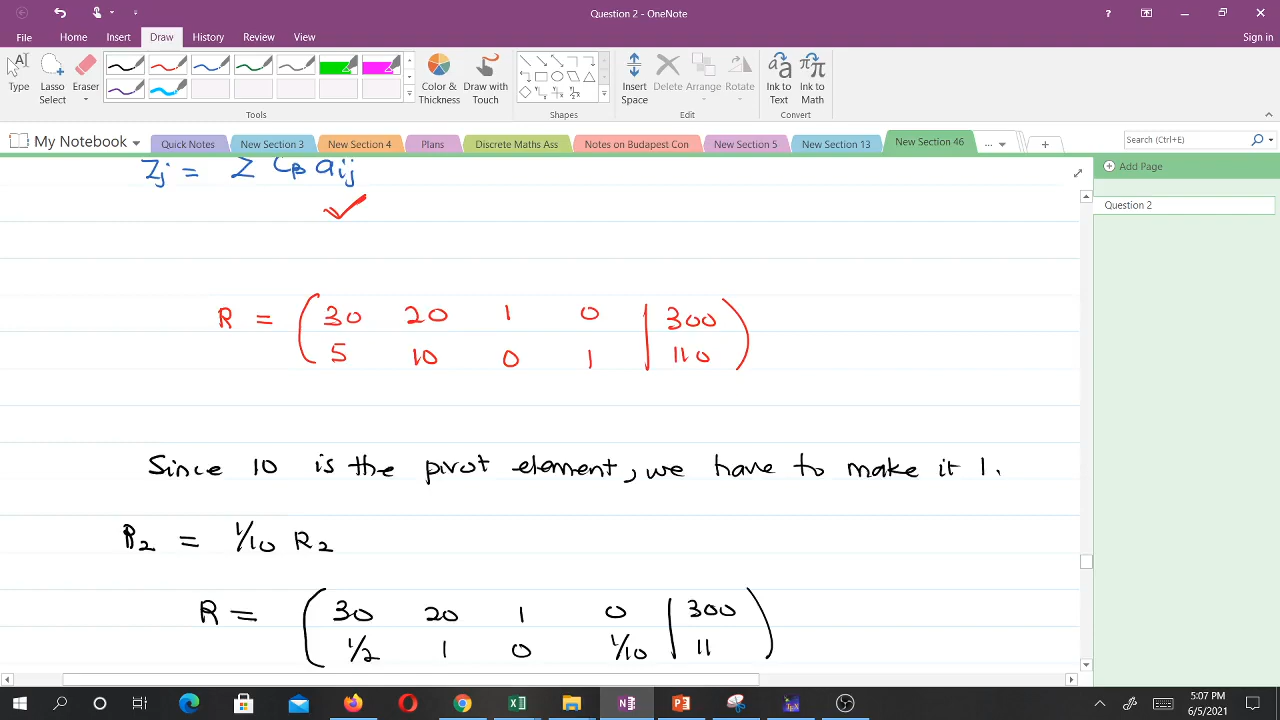 Question 2 - OneNote
Sign in
File Home Insert Draw History Review View
Type Lasso Select Eraser Color & Thickness Draw with Touch Insert Space Delete Arrange Rotate Ink to Text Ink to Math
Tools Shapes Edit Convert
My Notebook Quick Notes New Section 3 New Section 4 Plans Discrete Maths Ass Notes on Budapest Con New Section 5 New Section 13 New Section 46 ... Search (Ctrl+E)
Add Page
Question 2
Zj = Σ CB aij
R = ( 30 20 1 0 | 300
5 10 0 1 | 110 )
Since 10 is the pivot element, we have to make it 1.
R2 = 1/10 R2
R = ( 30 20 1 0 | 300
1/2 1 0 1/10 | 11 )
5:07 PM
6/5/2021